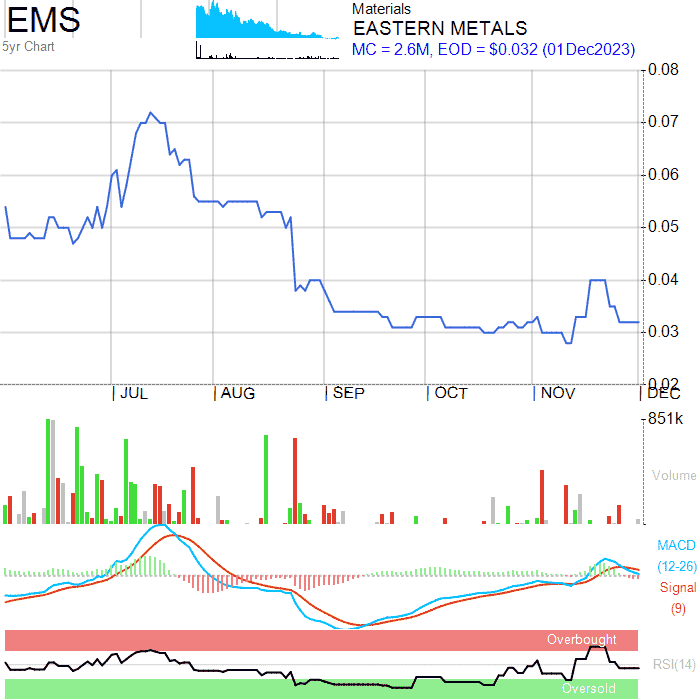 EMS
5yr Chart
Materials
EASTERN METALS
MC = 2.6M, EOD = $0.032 (01Dec2023)
0.08
0.07
0.06
0.05
0.04
0.03
0.02
JUL AUG SEP OCT NOV DEC
851k
Volume
MACD
(12-26)
Signal
(9)
Overbought
RSI(14)
Oversold